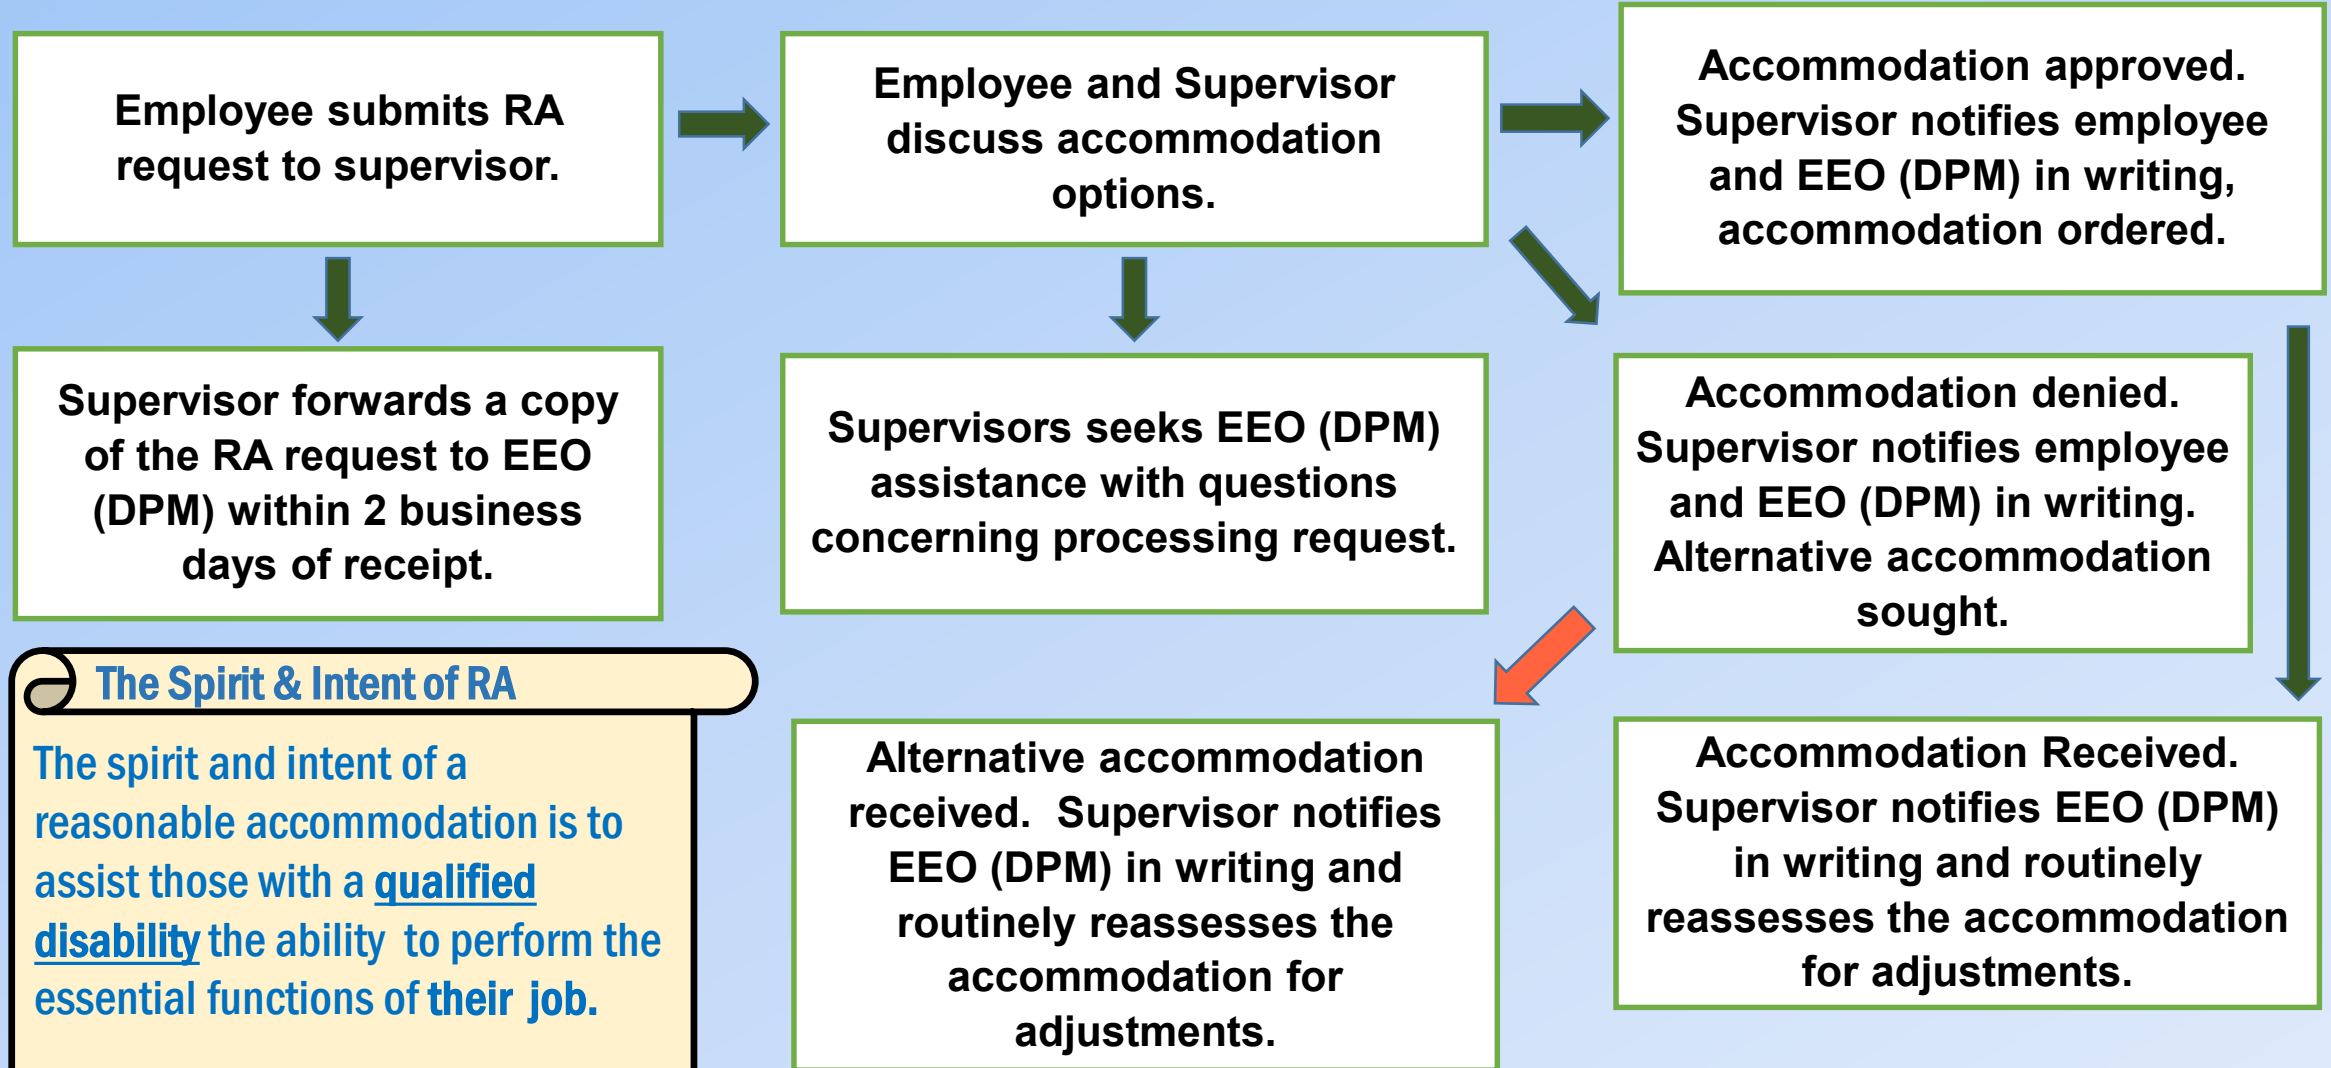 Employee submits RA
request to supervisor.
Employee and Supervisor
discuss accommodation
options.
Accommodation approved.
Supervisor notifies employee
and EEO (DPM) in writing,
accommodation ordered.
Supervisor forwards a copy
of the RA request to EEO
(DPM) within 2 business
days of receipt.
Supervisors seeks EEO (DPM)
assistance with questions
concerning processing request.
Accommodation denied.
Supervisor notifies employee
and EEO (DPM) in writing.
Alternative accommodation
sought.
The Spirit & Intent of RA
The spirit and intent of a
reasonable accommodation is to
assist those with a qualified
disability the ability to perform the
essential functions of their job.
Alternative accommodation
received. Supervisor notifies
EEO (DPM) in writing and
routinely reassesses the
accommodation for
adjustments.
Accommodation Received.
Supervisor notifies EEO (DPM)
in writing and routinely
reassesses the accommodation
for adjustments.